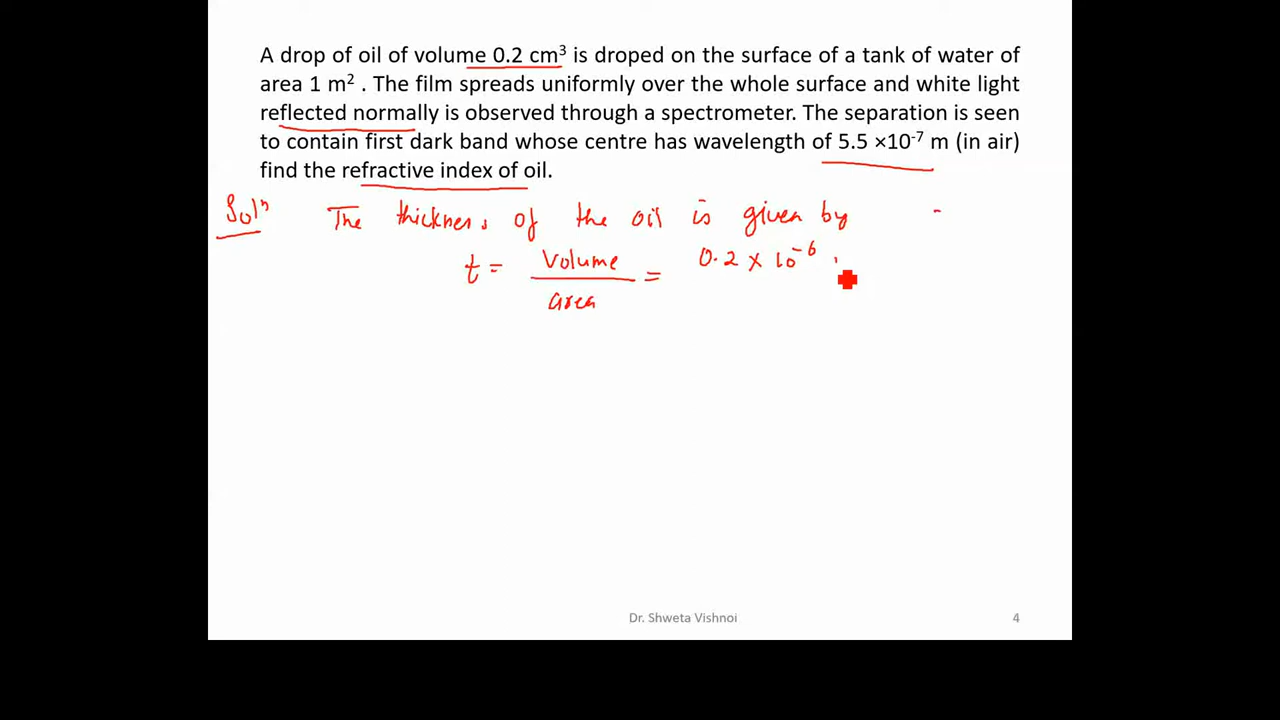 A drop of oil of volume 0.2 cm³ is droped on the surface of a tank of water of
area 1 m² . The film spreads uniformly over the whole surface and white light
reflected normally is observed through a spectrometer. The separation is seen
to contain first dark band whose centre has wavelength of 5.5 ×10⁻⁷ m (in air)
find the refractive index of oil.
Solⁿ The thickness of the oil is given by
t = volume / area = 0.2 × 10⁻⁶
Dr. Shweta Vishnoi 4